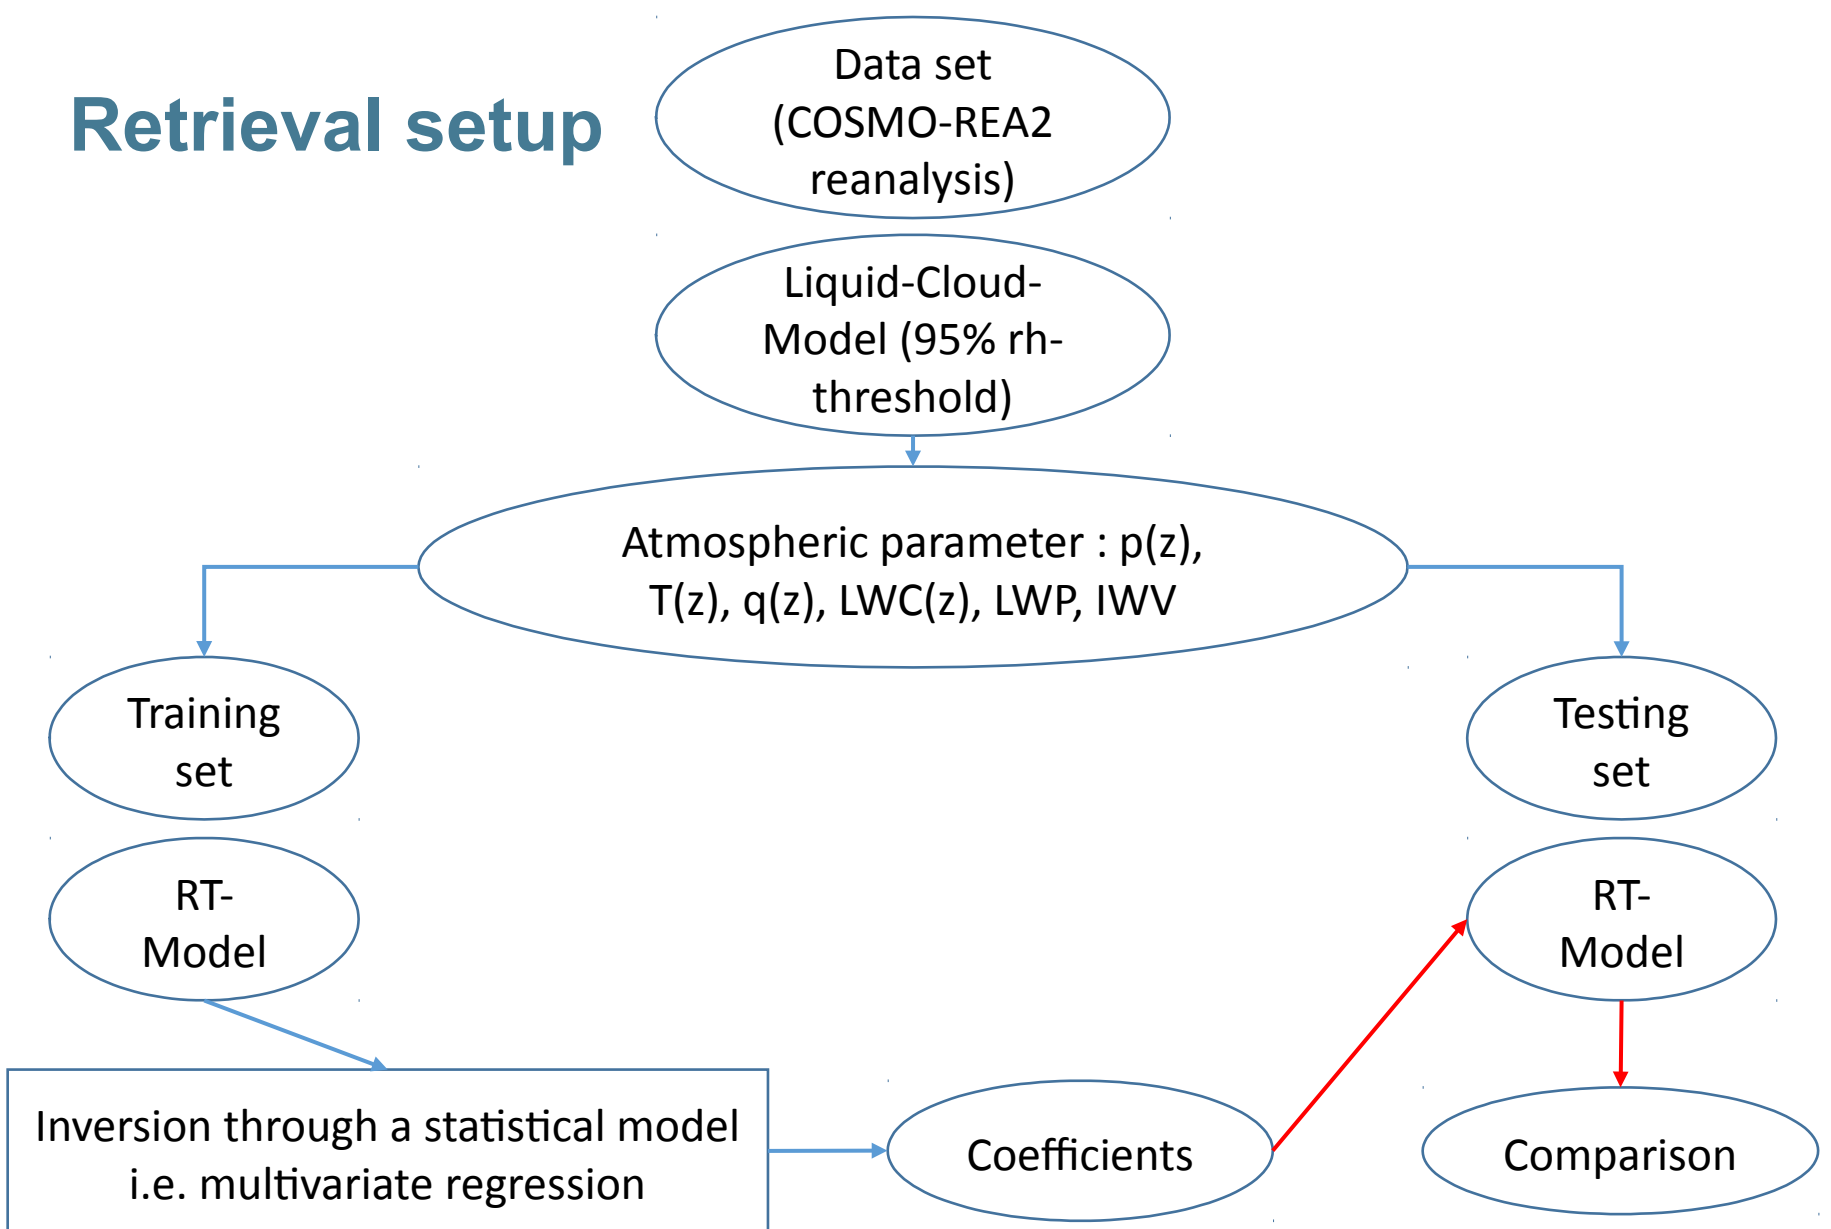 Retrieval setup
Data set
(COSMO-REA2
reanalysis)
Liquid-Cloud-
Model (95% rh-
threshold)
Atmospheric parameter : p(z),
T(z), q(z), LWC(z), LWP, IWV
Training
set
Testing
set
RT-
Model
RT-
Model
Inversion through a statistical model
i.e. multivariate regression
Coefficients
Comparison